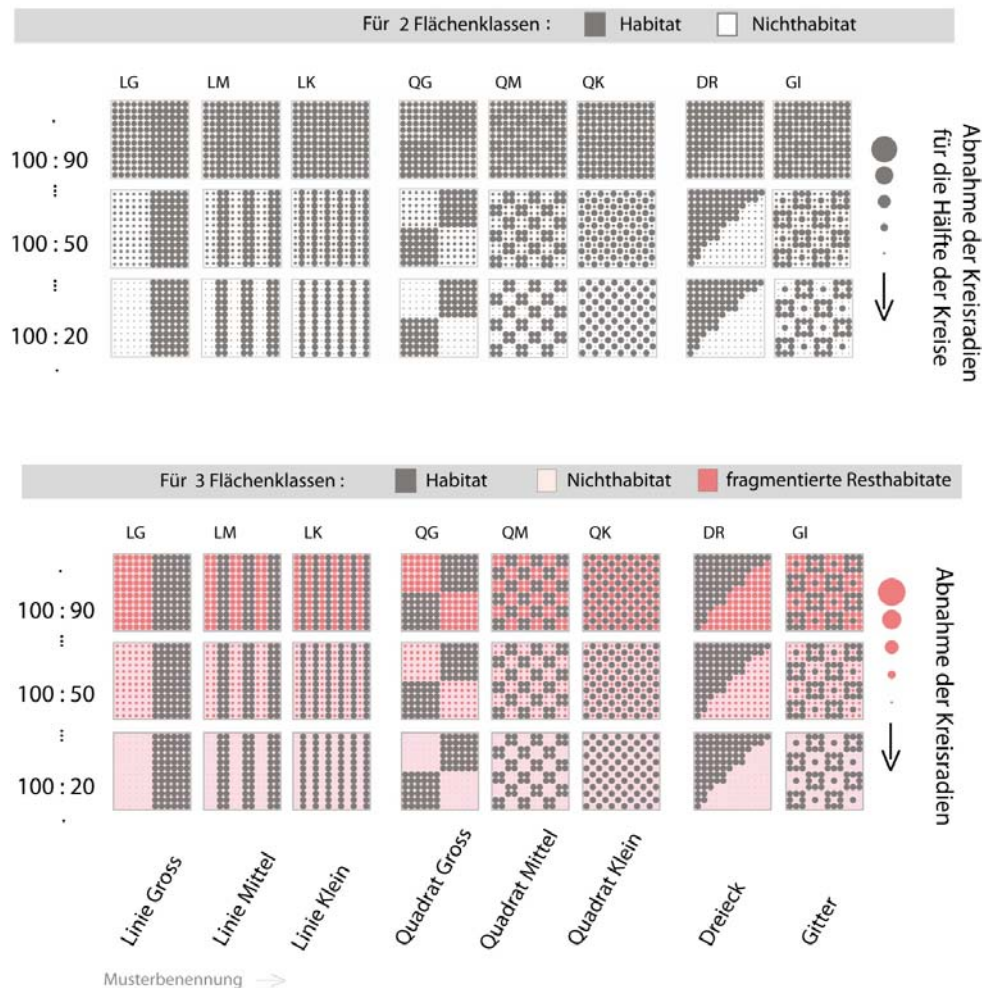 Für 2 Flächenklassen : Habitat Nichthabitat
LG LM LK QG QM QK DR GI
100 : 90
100 : 50
100 : 20
Abnahme der Kreisradien
für die Hälfte der Kreise
Für 3 Flächenklassen : Habitat Nichthabitat fragmentierte Resthabitate
LG LM LK QG QM QK DR GI
100 : 90
100 : 50
100 : 20
Abnahme der Kreisradien
Linie Gross
Linie Mittel
Linie Klein
Quadrat Gross
Quadrat Mittel
Quadrat Klein
Dreieck
Gitter
Musterbenennung